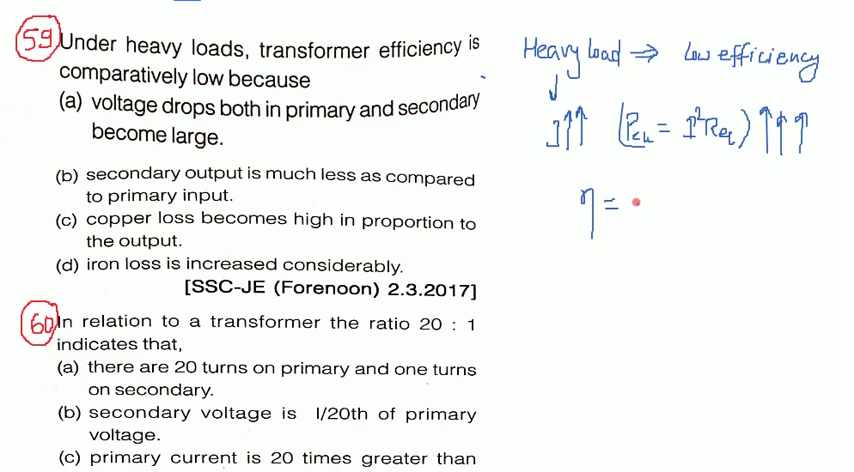 59 Under heavy loads, transformer efficiency is
comparatively low because
(a) voltage drops both in primary and secondary
become large.
(b) secondary output is much less as compared
to primary input.
(c) copper loss becomes high in proportion to
the output.
(d) iron loss is increased considerably.
[SSC-JE (Forenoon) 2.3.2017]
60 In relation to a transformer the ratio 20 : 1
indicates that,
(a) there are 20 turns on primary and one turns
on secondary.
(b) secondary voltage is l/20th of primary
voltage.
(c) primary current is 20 times greater than
Heavy load ⇒ Low efficiency
↓
I↑↑ (Pcu = I²Req) ↑↑↑
η =